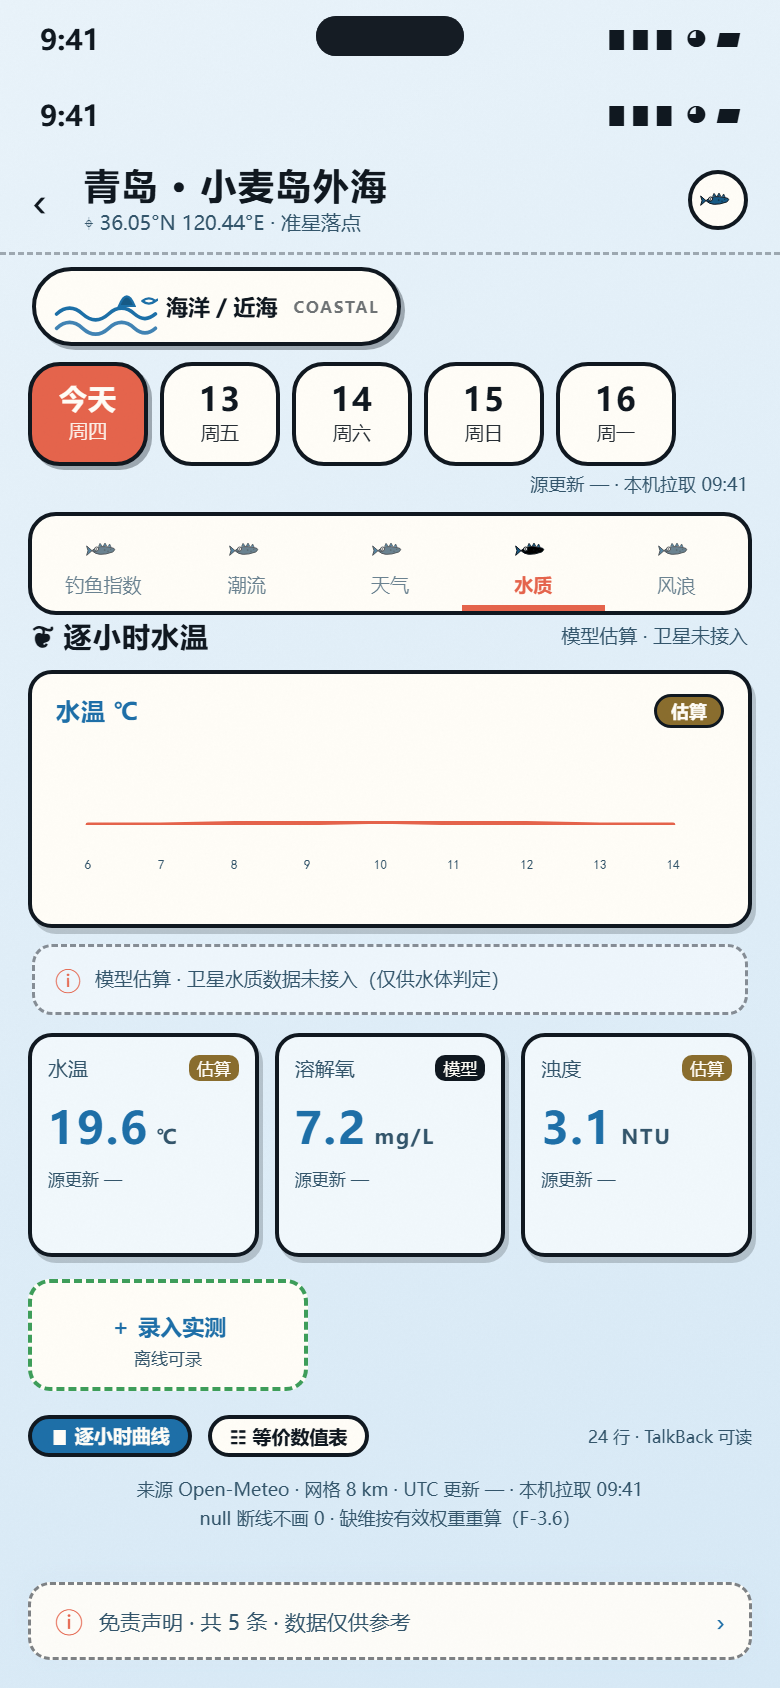 9:41
9:41
‹ 青岛 · 小麦岛外海
⌖ 36.05°N 120.44°E · 准星落点
海洋 / 近海 COASTAL
今天 13 14 15 16
周四 周五 周六 周日 周一
源更新 — · 本机拉取 09:41
钓鱼指数 潮流 天气 水质 风浪
❦ 逐小时水温 模型估算 · 卫星未接入
水温 ℃ 估算
6 7 8 9 10 11 12 13 14
ⓘ 模型估算 · 卫星水质数据未接入（仅供水体判定）
水温 估算 溶解氧 模型 浊度 估算
19.6 ℃ 7.2 mg/L 3.1 NTU
源更新 — 源更新 — 源更新 —
+ 录入实测
离线可录
■ 逐小时曲线 ☷ 等价数值表 24 行 · TalkBack 可读
来源 Open-Meteo · 网格 8 km · UTC 更新 — · 本机拉取 09:41
null 断线不画 0 · 缺维按有效权重重算（F-3.6）
ⓘ 免责声明 · 共 5 条 · 数据仅供参考 ›